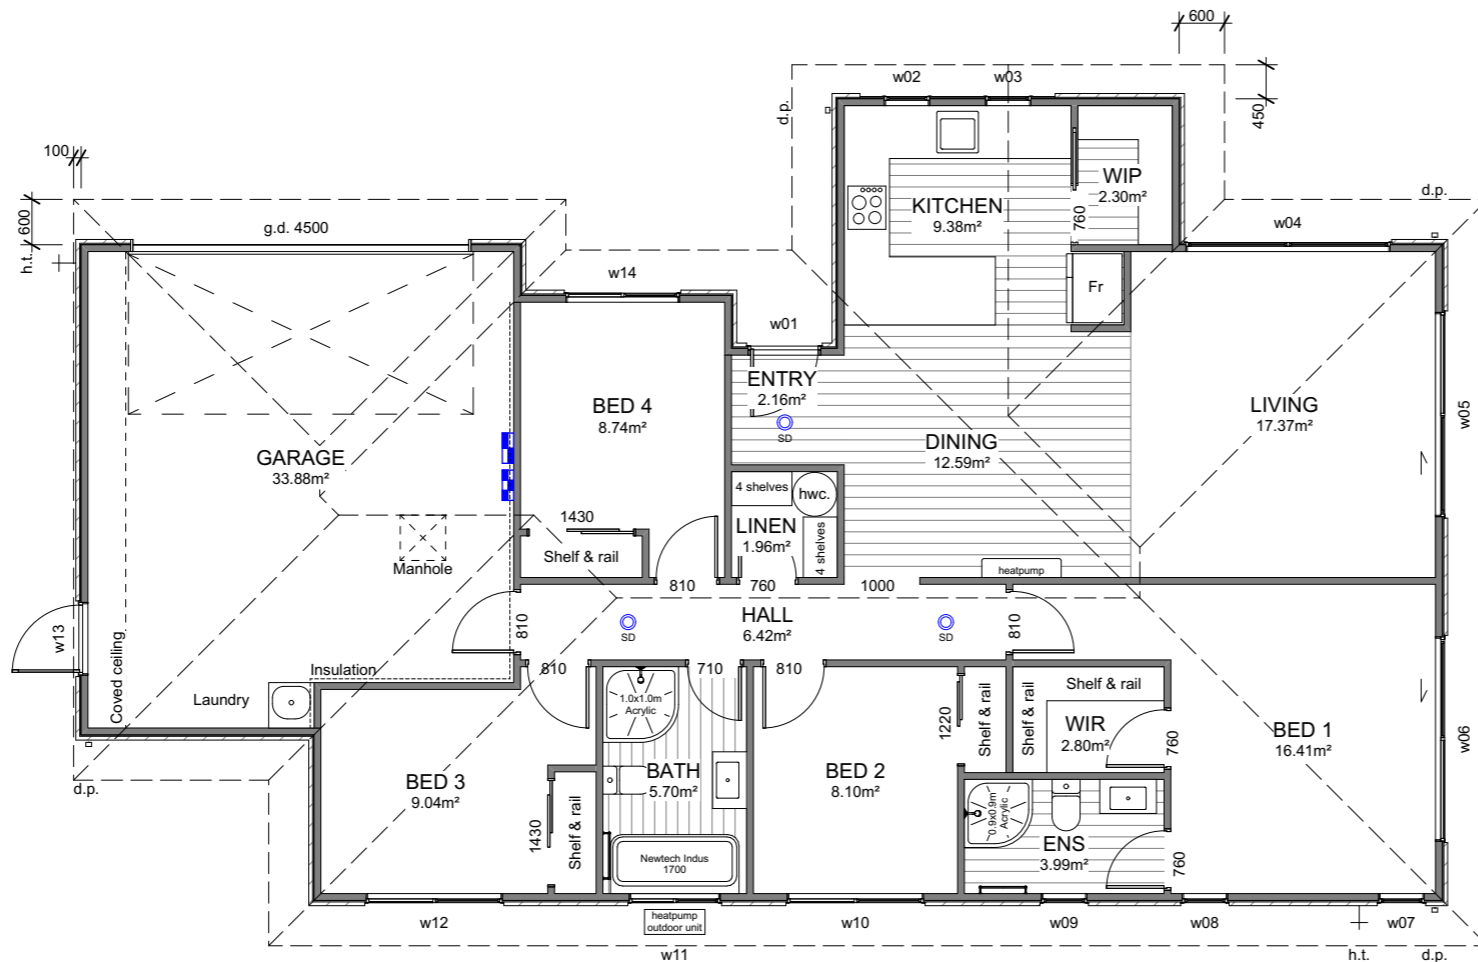 600
w02
w03
d.p.
450
100
WIP
2.30m²
d.p.
600
KITCHEN
9.38m²
760
g.d. 4500
w04
h.t.
w14
Fr
w01
ENTRY
2.16m²
SD
BED 4
8.74m²
LIVING
17.37m²
w05
DINING
12.59m²
GARAGE
33.88m²
4 shelves
hwc.
1430
LINEN
1.96m²
4 shelves
Shelf & rail
Manhole
heatpump
810
760
1000
HALL
6.42m²
w13
810
SD
SD
810
Coved ceiling
Insulation
810
710
810
Laundry
1.0x1.0m
Acrylic
1220
Shelf & rail
Shelf & rail
Shelf & rail
WIR
2.80m²
760
BED 1
16.41m²
w06
BED 3
9.04m²
BATH
5.70m²
BED 2
8.10m²
d.p.
1430
Shelf & rail
0.9x0.9m
Acrylic
ENS
3.99m²
760
Newtech Indus
1700
w12
heatpump
outdoor unit
w10
w09
w08
w07
w11
h.t.
d.p.